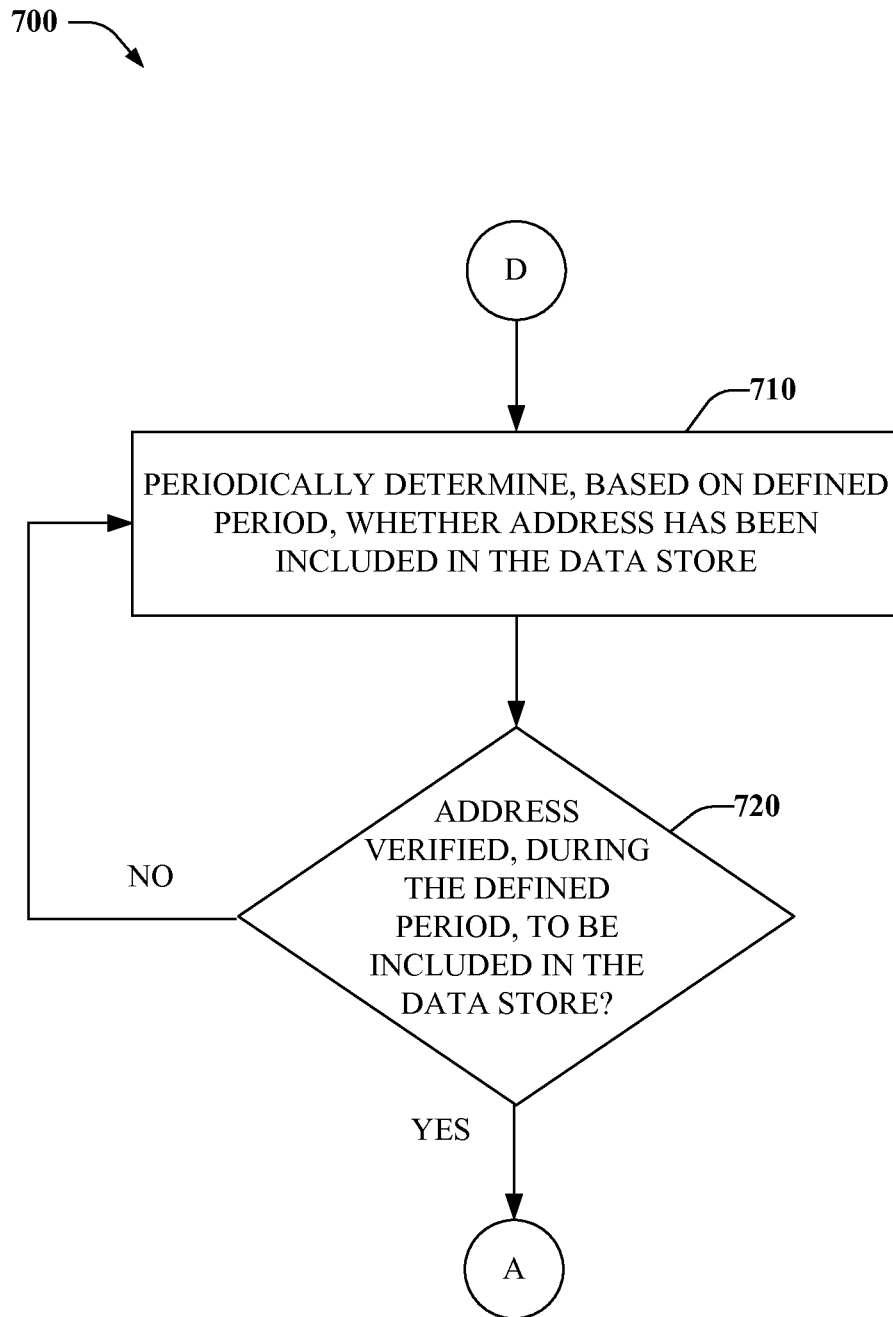 700
D
710
PERIODICALLY DETERMINE, BASED ON DEFINED
PERIOD, WHETHER ADDRESS HAS BEEN
INCLUDED IN THE DATA STORE
720
ADDRESS
VERIFIED, DURING
THE DEFINED
PERIOD, TO BE
INCLUDED IN THE
DATA STORE?
NO
YES
A